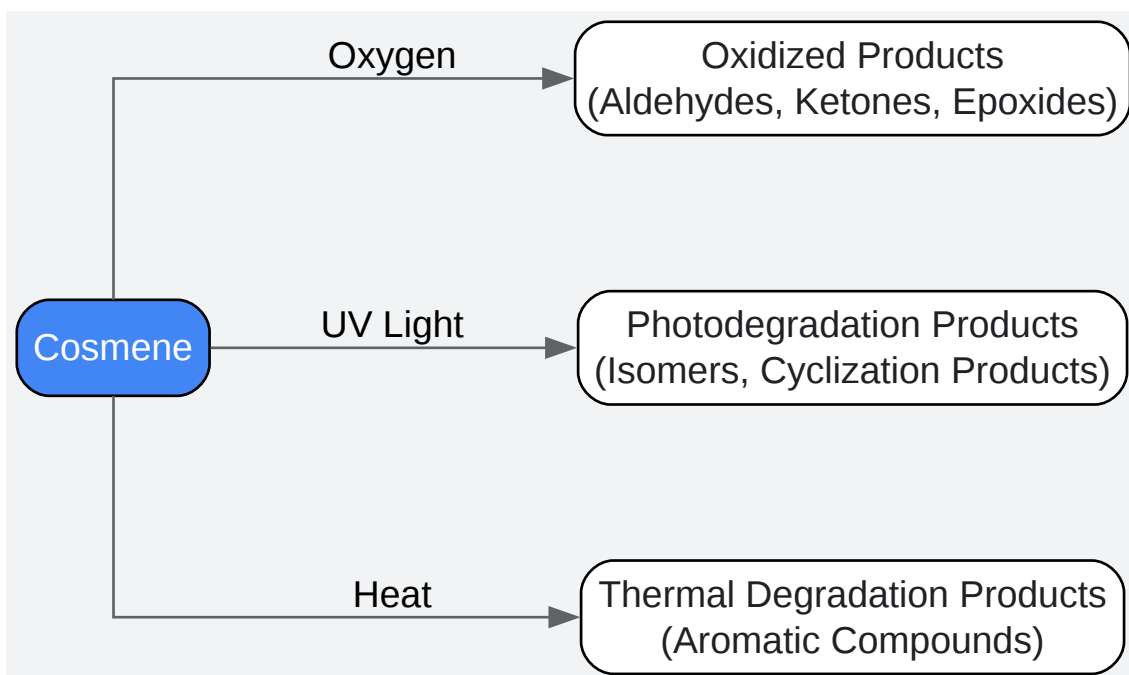 Oxygen
Oxidized Products
(Aldehydes, Ketones, Epoxides)
Cosmene
UV Light
Photodegradation Products
(Isomers, Cyclization Products)
Heat
Thermal Degradation Products
(Aromatic Compounds)